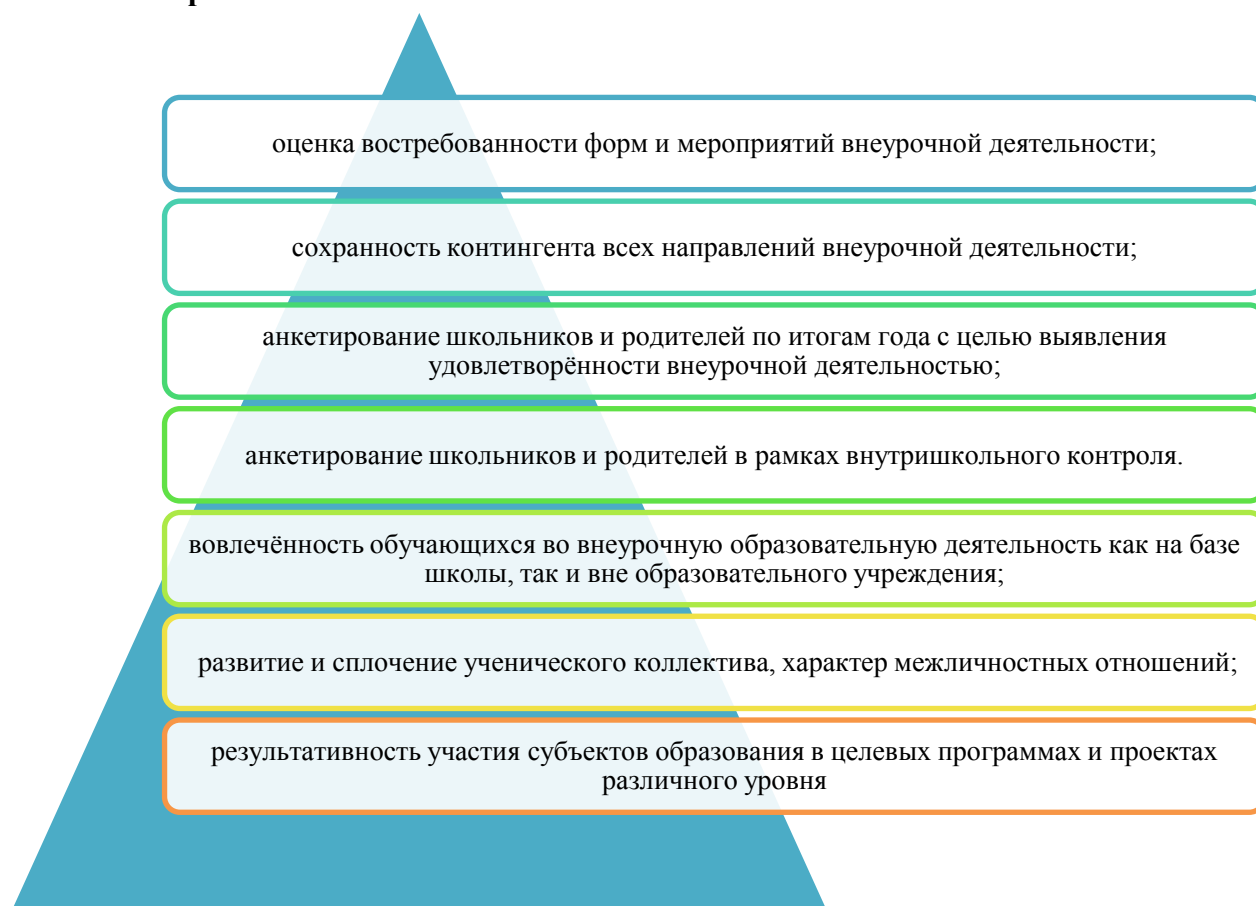 оценка востребованности форм и мероприятий внеурочной деятельности;
сохранность контингента всех направлений внеурочной деятельности;
анкетирование школьников и родителей по итогам года с целью выявления
удовлетворённости внеурочной деятельностью;
анкетирование школьников и родителей в рамках внутришкольного контроля.
вовлечённость обучающихся во внеурочную образовательную деятельность как на базе
школы, так и вне образовательного учреждения;
развитие и сплочение ученического коллектива, характер межличностных отношений;
результативность участия субъектов образования в целевых программах и проектах
различного уровня